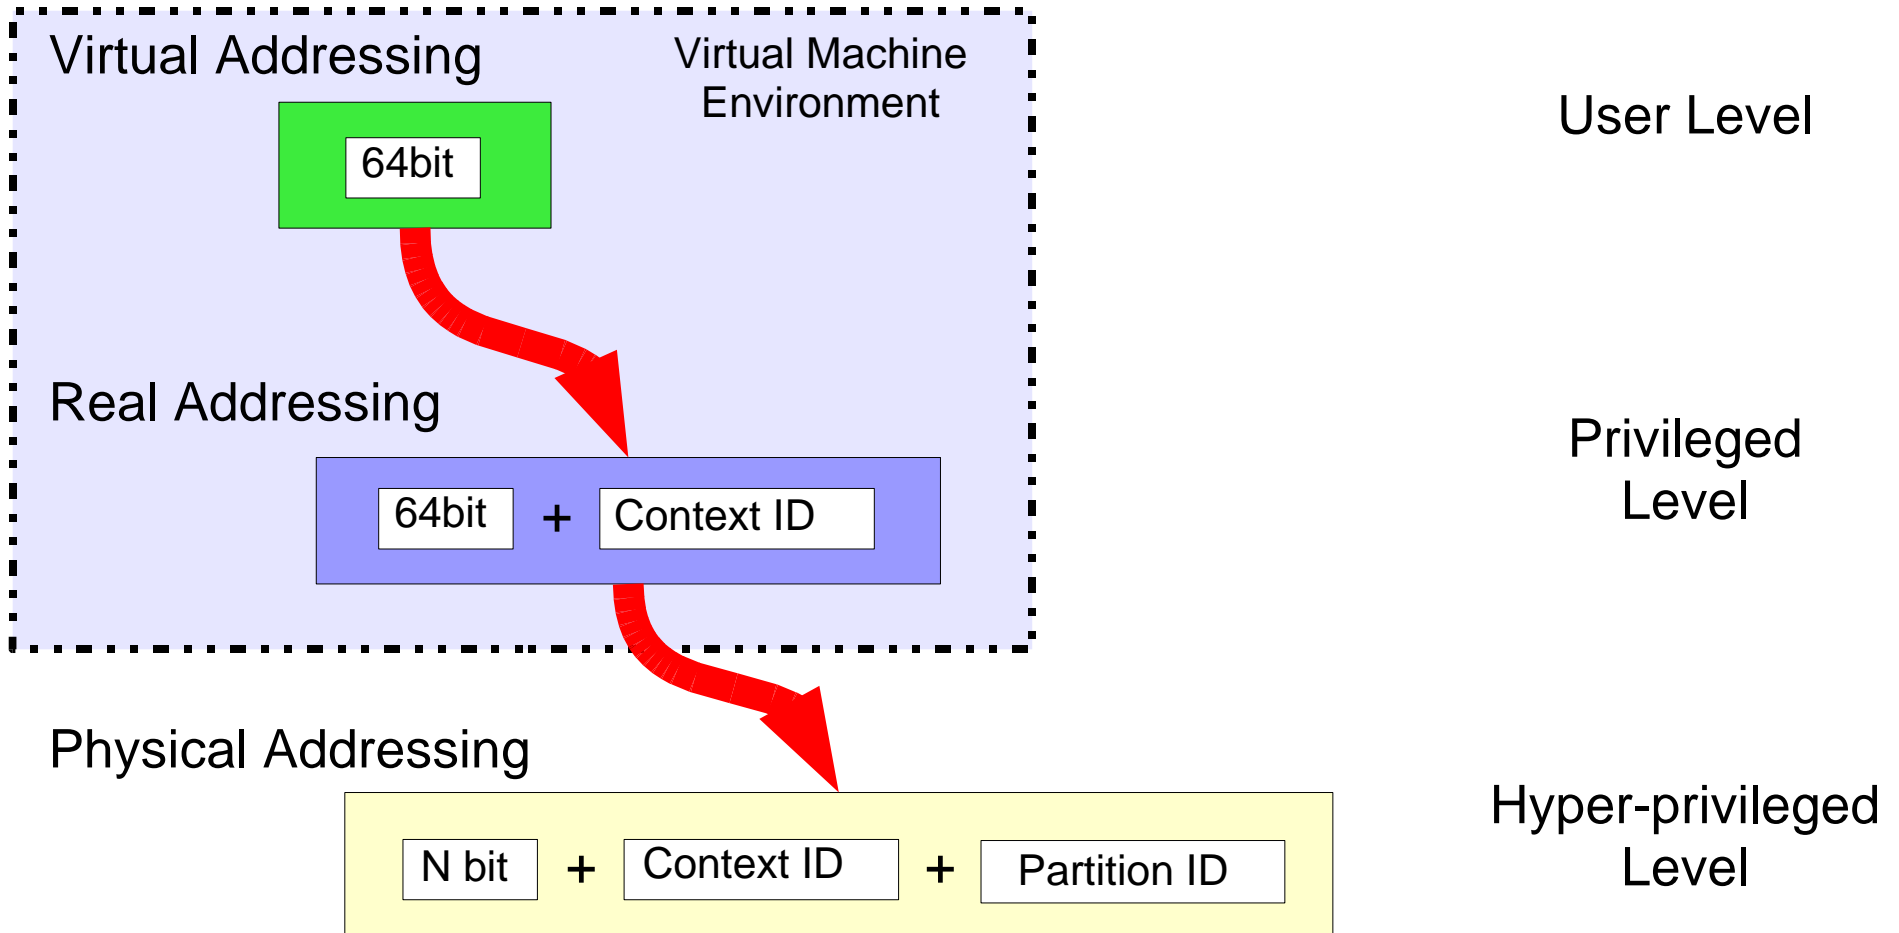 Virtual Addressing
Virtual Machine
Environment
User Level
64bit
Real Addressing
Privileged
Level
64bit + Context ID
Physical Addressing
Hyper-privileged
Level
N bit + Context ID + Partition ID